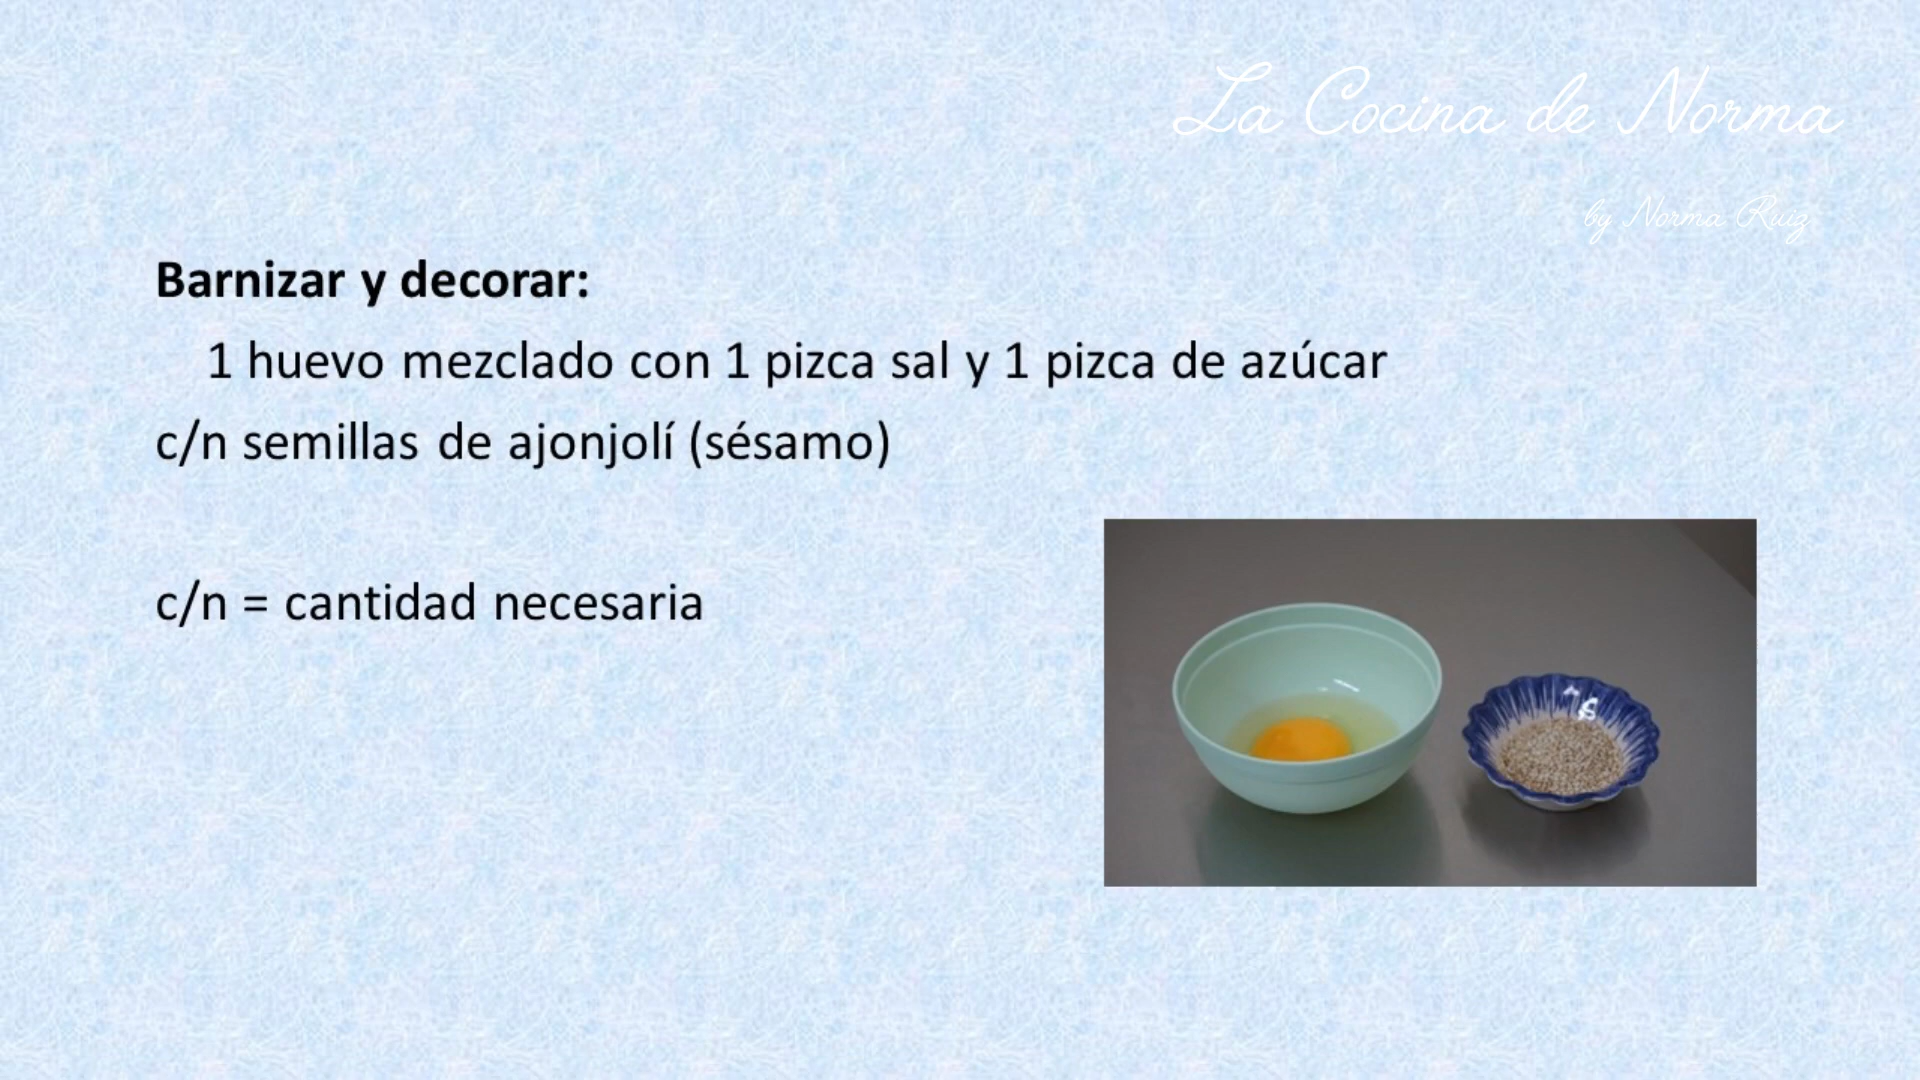 La Cocina de Norma
by Norma Ruiz
Barnizar y decorar:
1 huevo mezclado con 1 pizca sal y 1 pizca de azúcar
c/n semillas de ajonjolí (sésamo)
c/n = cantidad necesaria